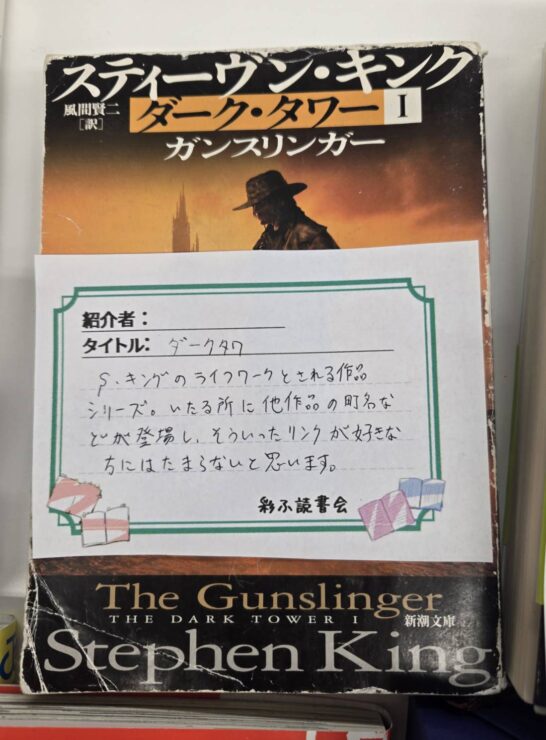 スティーヴン・キング
風間賢二
[訳]
ダーク・タワー I
ガンスリンガー
紹介者:
タイトル: ダークタワ
S.キングのライフワークとされる作品
シリーズ。いたる所に他作品の町名な
どが登場し、そういったリンクが好きな
方にはたまらないと思います。
彩ふ読書会
The Gunslinger
THE DARK TOWER I
新潮文庫
Stephen King